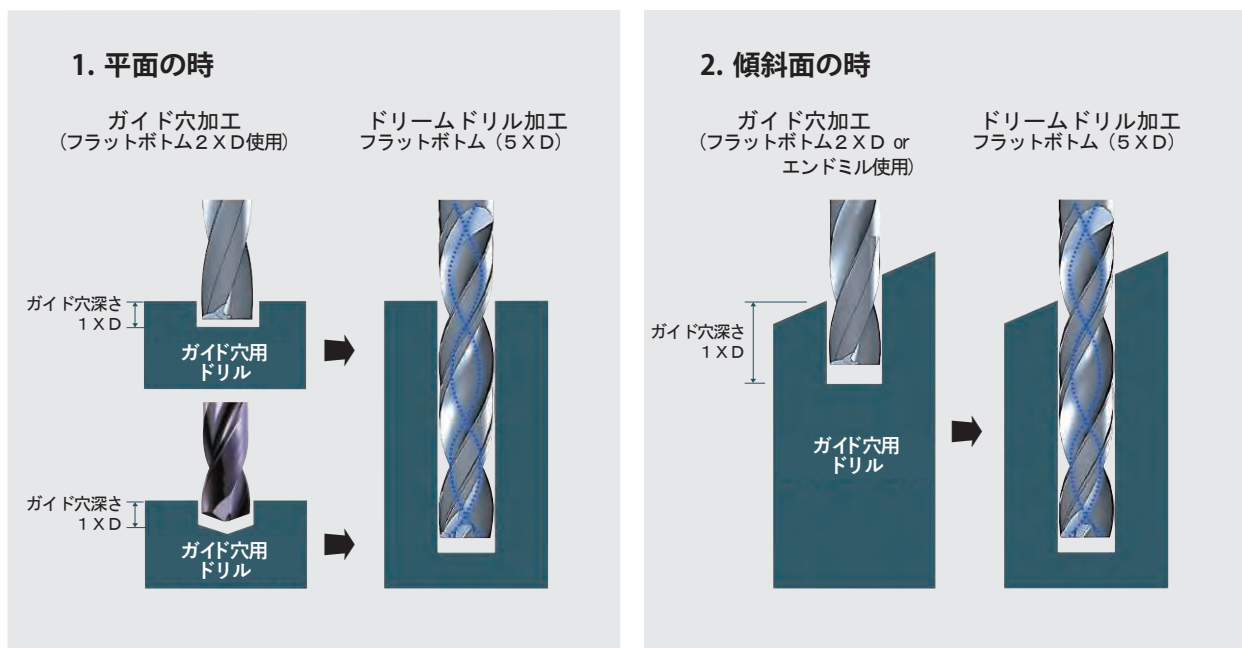 1. 平面の時
ガイド穴加工
(フラットボトム2XD使用)
ドリームドリル加工
フラットボトム(5XD)
ガイド穴深さ
1XD
ガイド穴用
ドリル
ガイド穴深さ
1XD
ガイド穴用
ドリル
2. 傾斜面の時
ガイド穴加工
(フラットボトム2XD or
エンドミル使用)
ドリームドリル加工
フラットボトム(5XD)
ガイド穴深さ
1XD
ガイド穴用
ドリル